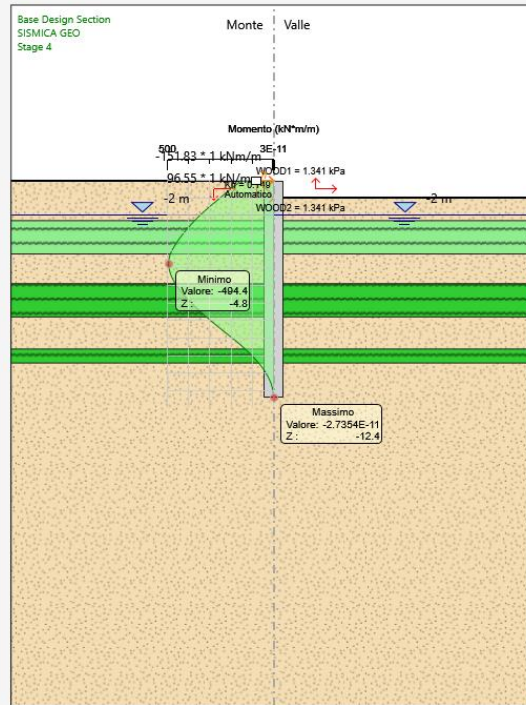 Base Design Section
SISMICA GEO
Stage 4
Monte
Valle
Momento (kN*m/m)
500
3E-11
-151.83 * 1 kNm/m
WOOD1 = 1.341 kPa
96.55 * 1 kN/m
Automatico
-2 m
WOOD2 = 1.341 kPa
-2 m
Minimo
Valore: -494.4
Z : -4.8
Massimo
Valore: -2.7354E-11
Z : -12.4